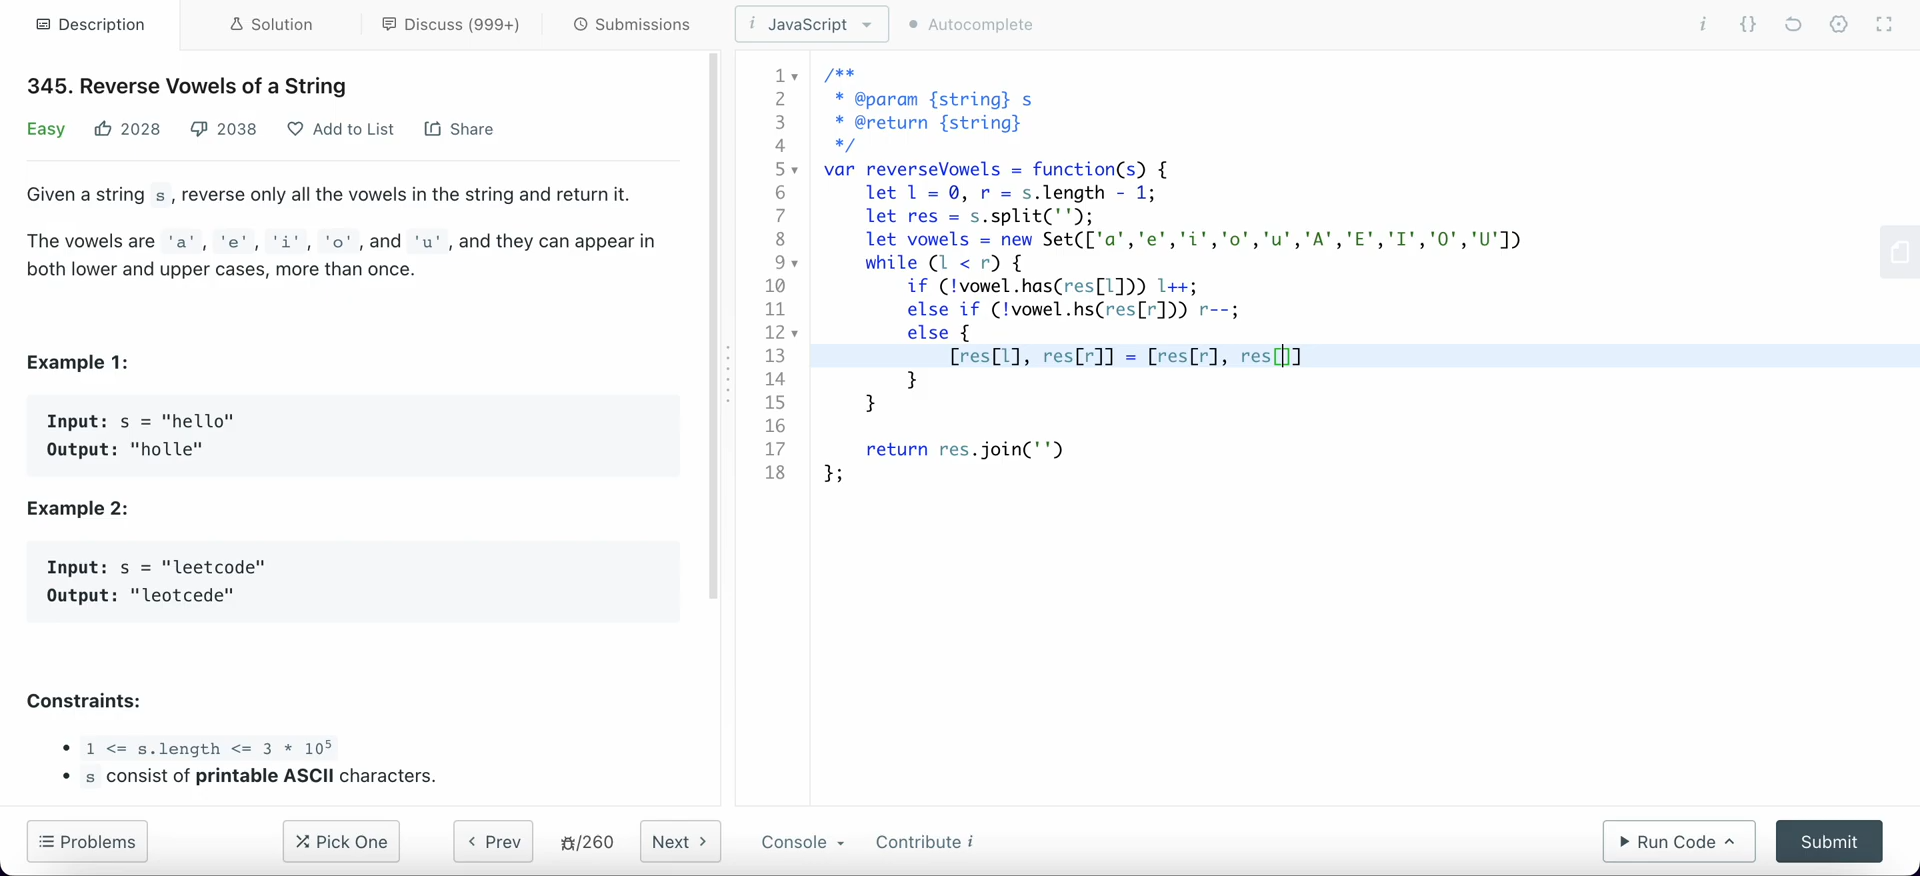 Description
Solution
Discuss (999+)
Submissions
i JavaScript
Autocomplete
i {}
345. Reverse Vowels of a String
Easy 2028 2038 Add to List Share
Given a string s, reverse only all the vowels in the string and return it.
The vowels are 'a', 'e', 'i', 'o', and 'u', and they can appear in
both lower and upper cases, more than once.
Example 1:
Input: s = "hello"
Output: "holle"
Example 2:
Input: s = "leetcode"
Output: "leotcede"
Constraints:
• 1 <= s.length <= 3 * 10⁵
• s consist of printable ASCII characters.
1 /**
2  * @param {string} s
3  * @return {string}
4  */
5 var reverseVowels = function(s) {
6     let l = 0, r = s.length - 1;
7     let res = s.split('');
8     let vowels = new Set(['a','e','i','o','u','A','E','I','O','U'])
9     while (l < r) {
10         if (!vowel.has(res[l])) l++;
11         else if (!vowel.hs(res[r])) r--;
12         else {
13             [res[l], res[r]] = [res[r], res[]]
14         }
15     }
16
17     return res.join('')
18 };
Problems
Pick One
< Prev
/260
Next >
Console
Contribute i
Run Code
Submit